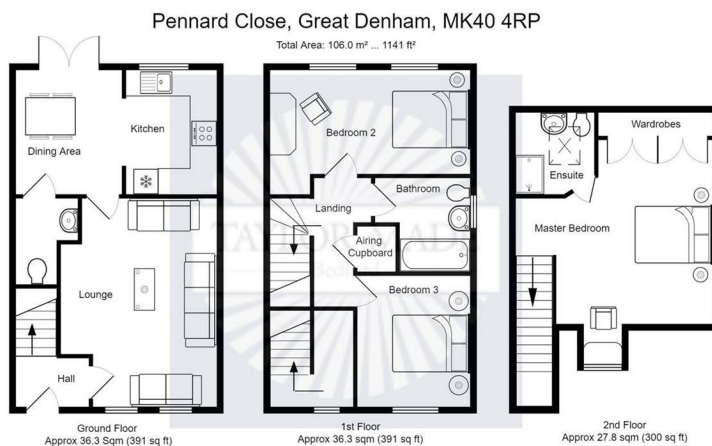 Pennard Close, Great Denham, MK40 4RP
Total Area: 106.0 m² ... 1141 ft²
Dining Area
Kitchen
Lounge
Hall
Ground Floor
Approx 36.3 Sqm (391 sq ft)
Bedroom 2
Bathroom
Landing
Airing
Cupboard
TAYLOR MADE
Bedroom 3
1st Floor
Approx 36.3 sqm (391 sq ft)
Wardrobes
Ensuite
Master Bedroom
2nd Floor
Approx 27.8 sqm (300 sq ft)